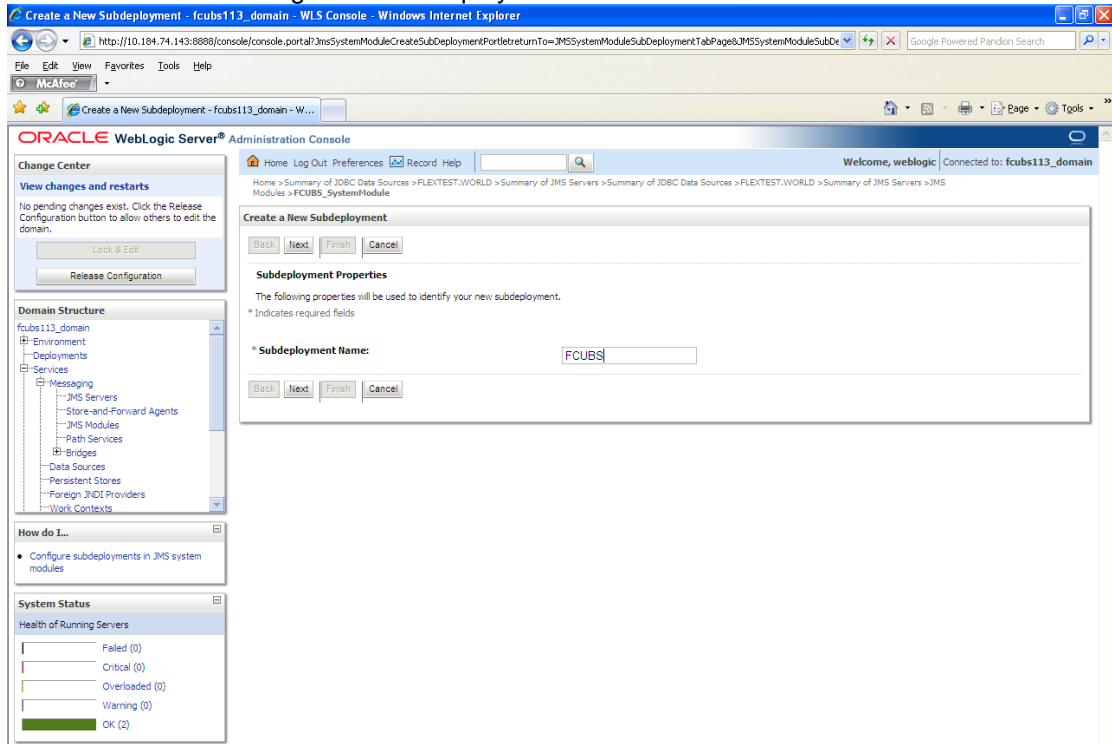 Create a New Subdeployment - fcubs113_domain - WLS Console - Windows Internet Explorer
http://10.184.74.143:8888/console/console.portal?JmsSystemModuleCreateSubDeploymentPortletreturnTo=JMSSystemModuleSubDeploymentTabPage&JMSSystemModuleSubDe
Google Powered Pandion Search
File Edit View Favorites Tools Help
McAfee
Create a New Subdeployment - fcubs113_domain - W...
Page Tools
ORACLE WebLogic Server® Administration Console
Change Center
View changes and restarts
No pending changes exist. Click the Release
Configuration button to allow others to edit the
domain.
Lock & Edit
Release Configuration
Domain Structure
fcubs113_domain
Environment
Deployments
Services
Messaging
JMS Servers
Store-and-Forward Agents
JMS Modules
Path Services
Bridges
Data Sources
Persistent Stores
Foreign JNDI Providers
Work Contexts
How do I...
Configure subdeployments in JMS system
modules
System Status
Health of Running Servers
Failed (0)
Critical (0)
Overloaded (0)
Warning (0)
OK (2)
Home Log Out Preferences Record Help
Welcome, weblogic Connected to: fcubs113_domain
Home >Summary of JDBC Data Sources >FLEXTEST.WORLD >Summary of JMS Servers >Summary of JDBC Data Sources >FLEXTEST.WORLD >Summary of JMS Servers >JMS
Modules >FCUBS_SystemModule
Create a New Subdeployment
Back Next Finish Cancel
Subdeployment Properties
The following properties will be used to identify your new subdeployment.
* Indicates required fields
* Subdeployment Name: FCUBS
Back Next Finish Cancel